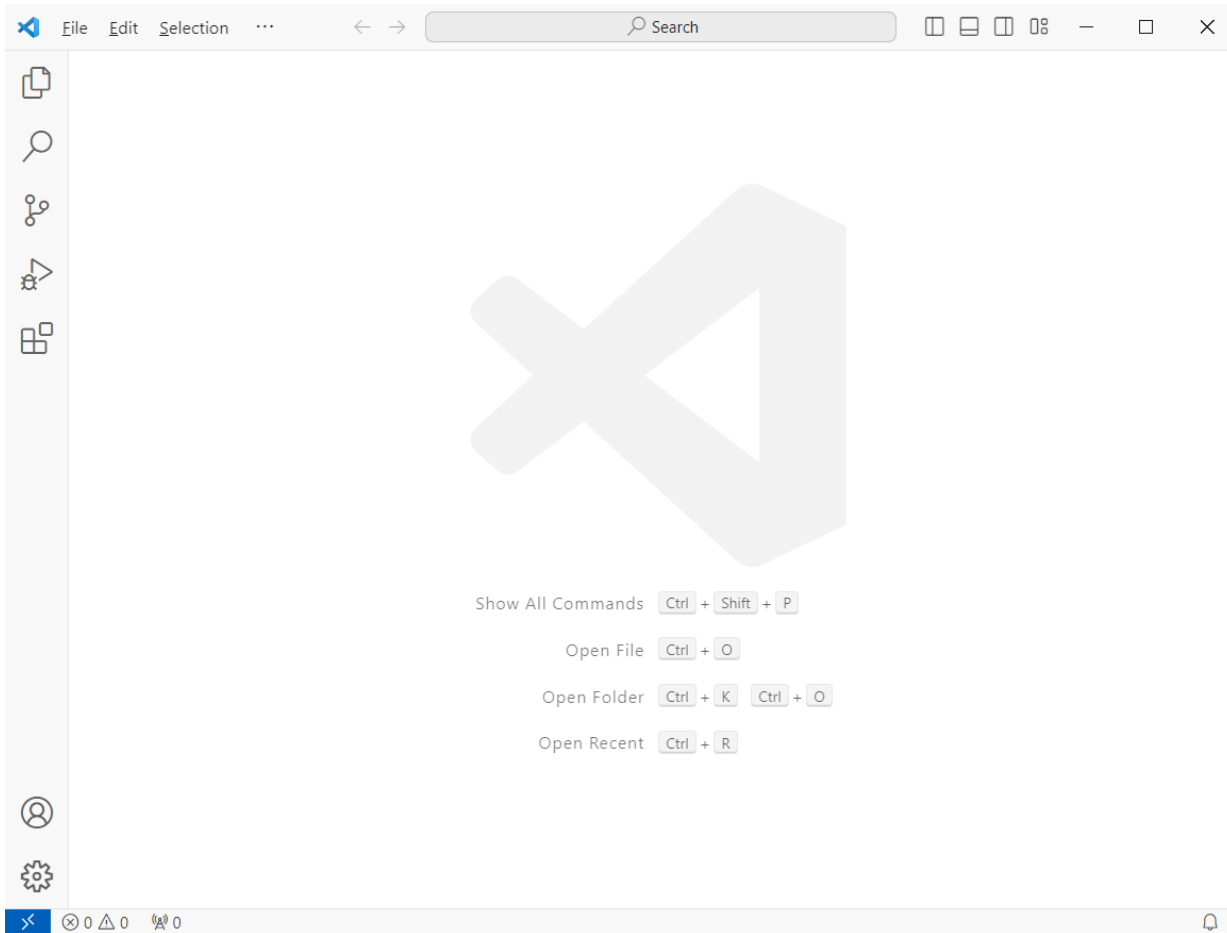 File Edit Selection ··· Search
Show All Commands Ctrl + Shift + P
Open File Ctrl + O
Open Folder Ctrl + K Ctrl + O
Open Recent Ctrl + R
0 0 0